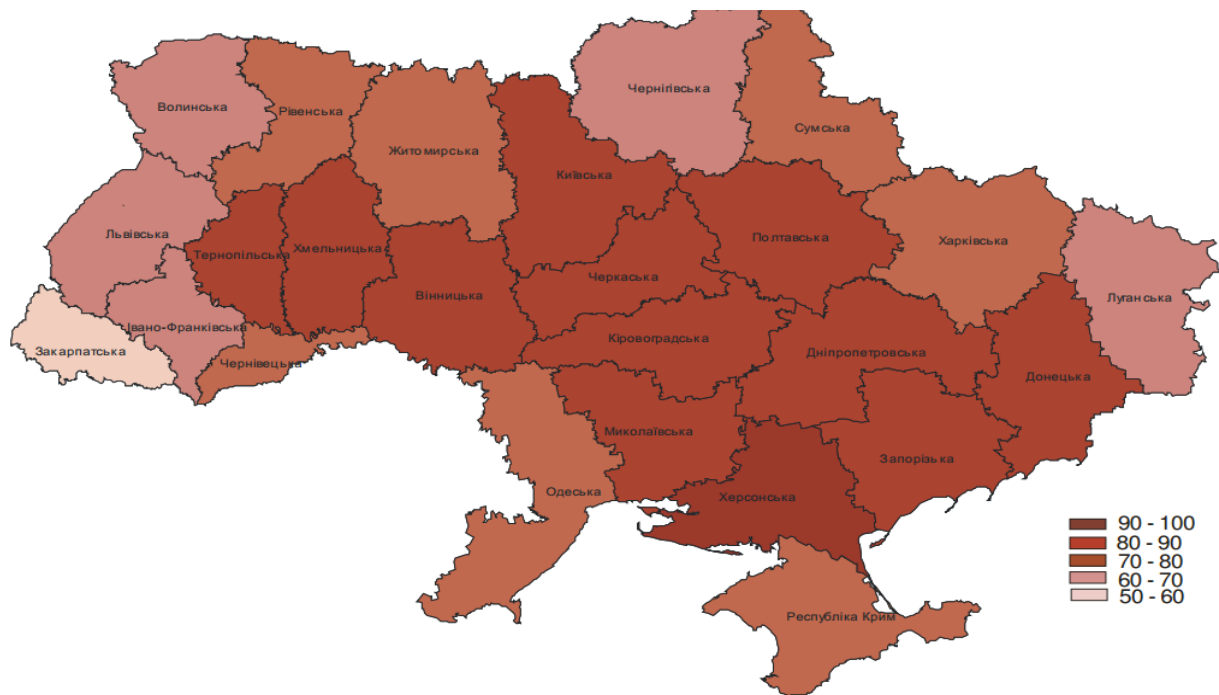 Чернігівська
Волинська
Рівенська
Сумська
Житомирська
Київська
Львівська
Полтавська
Харківська
Хмельницька
Тернопільська
Черкаська
Вінницька
Луганська
Івано-Франківська
Кіровоградська
Закарпатська
Дніпропетровська
Чернівецька
Донецька
Миколаївська
Запорізька
Одеська
Херсонська
90 - 100
80 - 90
70 - 80
60 - 70
50 - 60
Республіка Крим